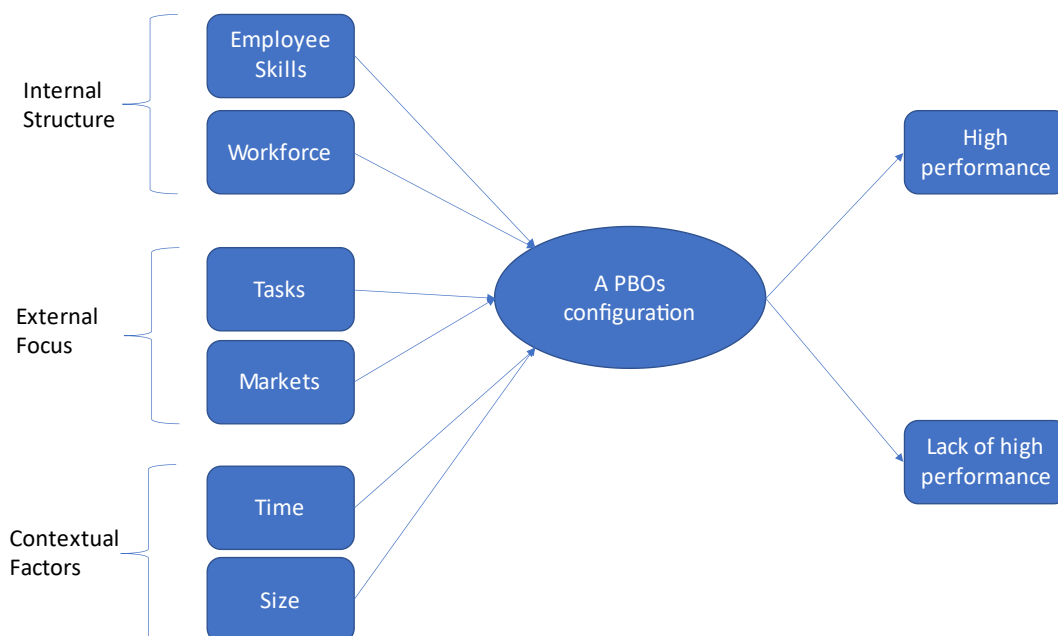 Internal
Structure
Employee
Skills
Workforce
External
Focus
Tasks
Markets
Contextual
Factors
Time
Size
A PBOs
configuration
High
performance
Lack of high
performance